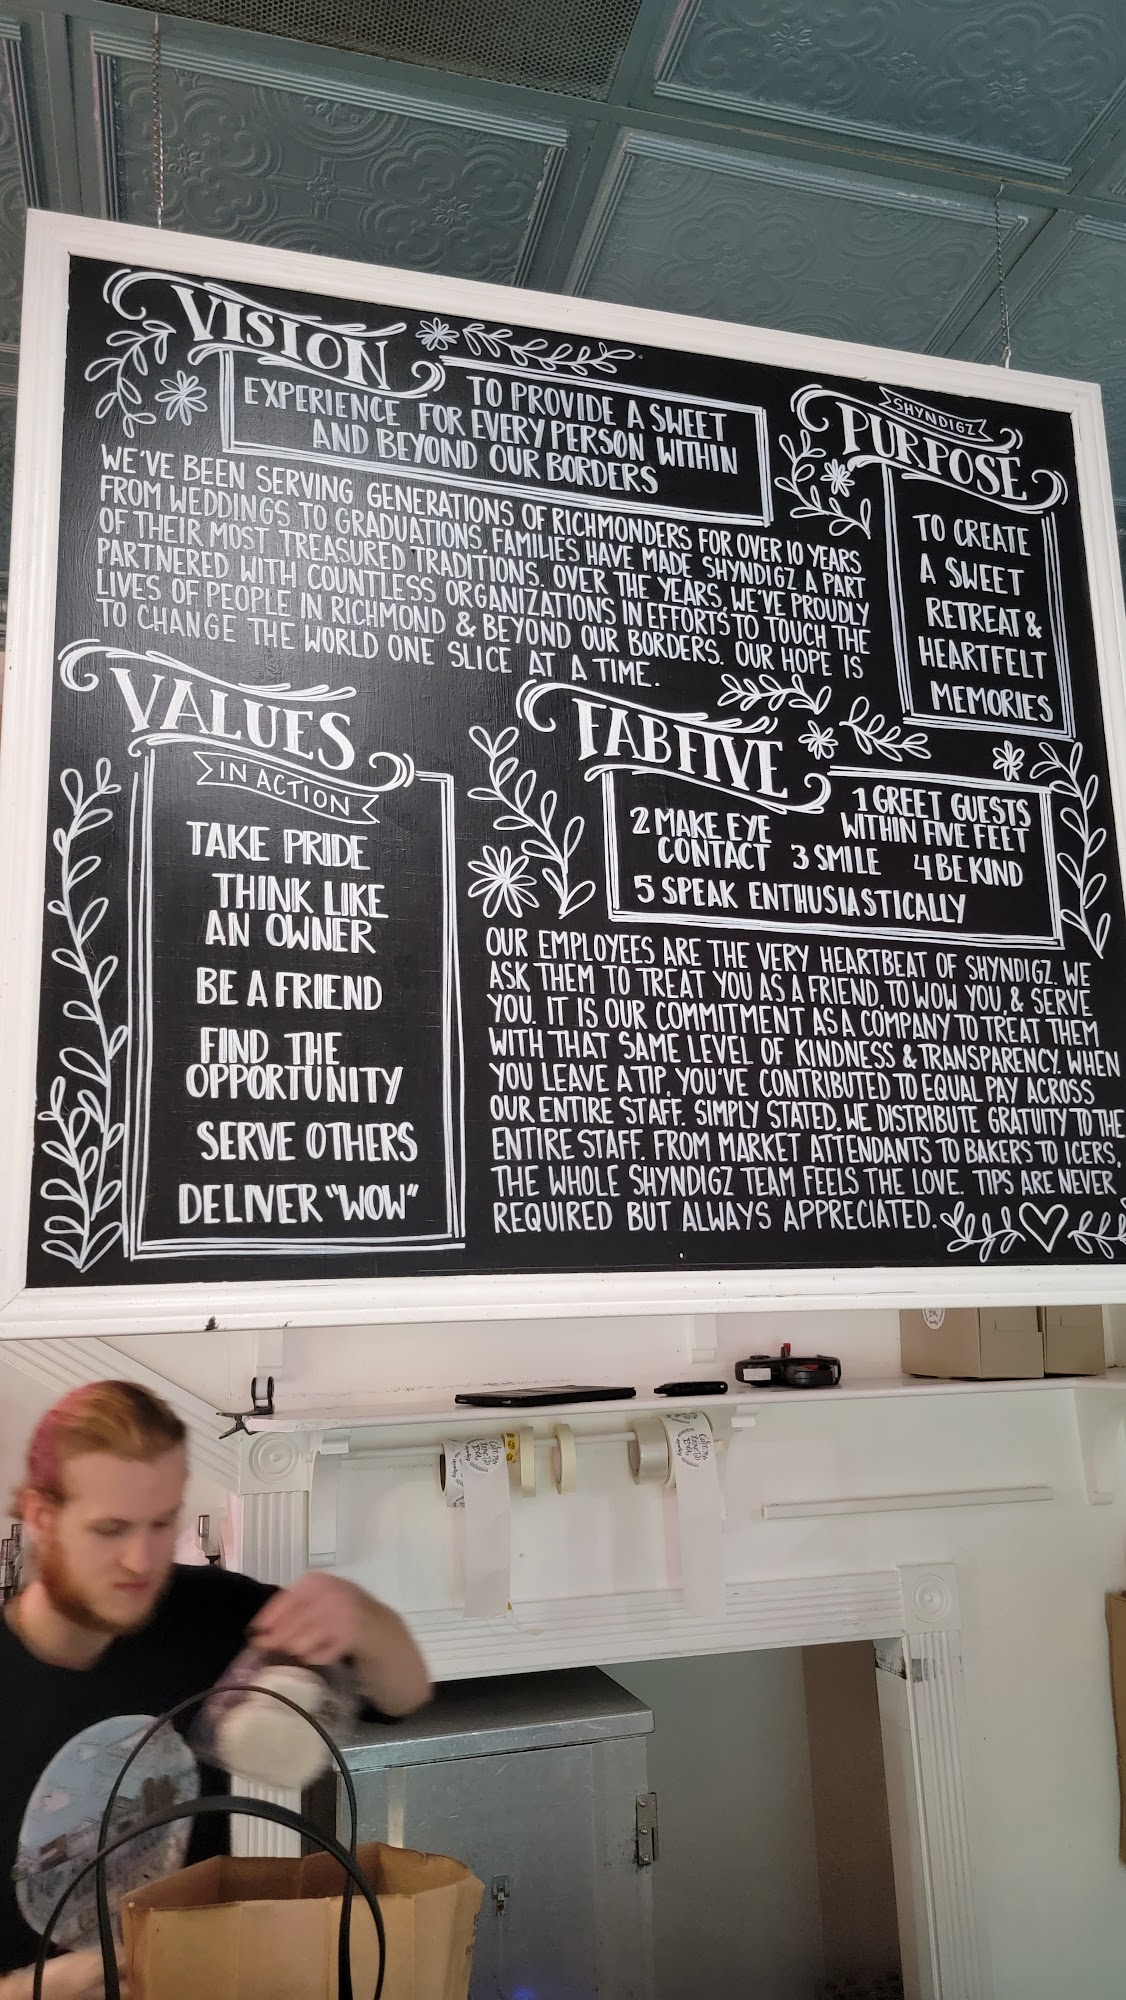 VISION
TO PROVIDE A SWEET
EXPERIENCE FOR EVERY PERSON WITHIN
AND BEYOND OUR BORDERS
WE'VE BEEN SERVING GENERATIONS OF RICHMONDERS FOR OVER 10 YEARS
FROM WEDDINGS TO GRADUATIONS, FAMILIES HAVE MADE SHYNDIGZ A PART
OF THEIR MOST TREASURED TRADITIONS. OVER THE YEARS, WE'VE PROUDLY
PARTNERED WITH COUNTLESS ORGANIZATIONS IN EFFORTS TO TOUCH THE
LIVES OF PEOPLE IN RICHMOND & BEYOND OUR BORDERS. OUR HOPE IS
TO CHANGE THE WORLD ONE SLICE AT A TIME.
SHYNDIGZ
PURPOSE
TO CREATE
A SWEET
RETREAT &
HEARTFELT
MEMORIES
VALUES
IN ACTION
TAKE PRIDE
THINK LIKE
AN OWNER
BE A FRIEND
FIND THE
OPPORTUNITY
SERVE OTHERS
DELIVER "WOW"
FAB FIVE
1 GREET GUESTS
WITHIN FIVE FEET
2 MAKE EYE
CONTACT 3 SMILE 4 BE KIND
5 SPEAK ENTHUSIASTICALLY
OUR EMPLOYEES ARE THE VERY HEARTBEAT OF SHYNDIGZ. WE
ASK THEM TO TREAT YOU AS A FRIEND, TO WOW YOU, & SERVE
YOU. IT IS OUR COMMITMENT AS A COMPANY TO TREAT THEM
WITH THAT SAME LEVEL OF KINDNESS & TRANSPARENCY. WHEN
YOU LEAVE A TIP, YOU'VE CONTRIBUTED TO EQUAL PAY ACROSS
OUR ENTIRE STAFF. SIMPLY STATED, WE DISTRIBUTE GRATUITY TO THE
ENTIRE STAFF. FROM MARKET ATTENDANTS TO BAKERS TO ICERS,
THE WHOLE SHYNDIGZ TEAM FEELS THE LOVE. TIPS ARE NEVER
REQUIRED BUT ALWAYS APPRECIATED.